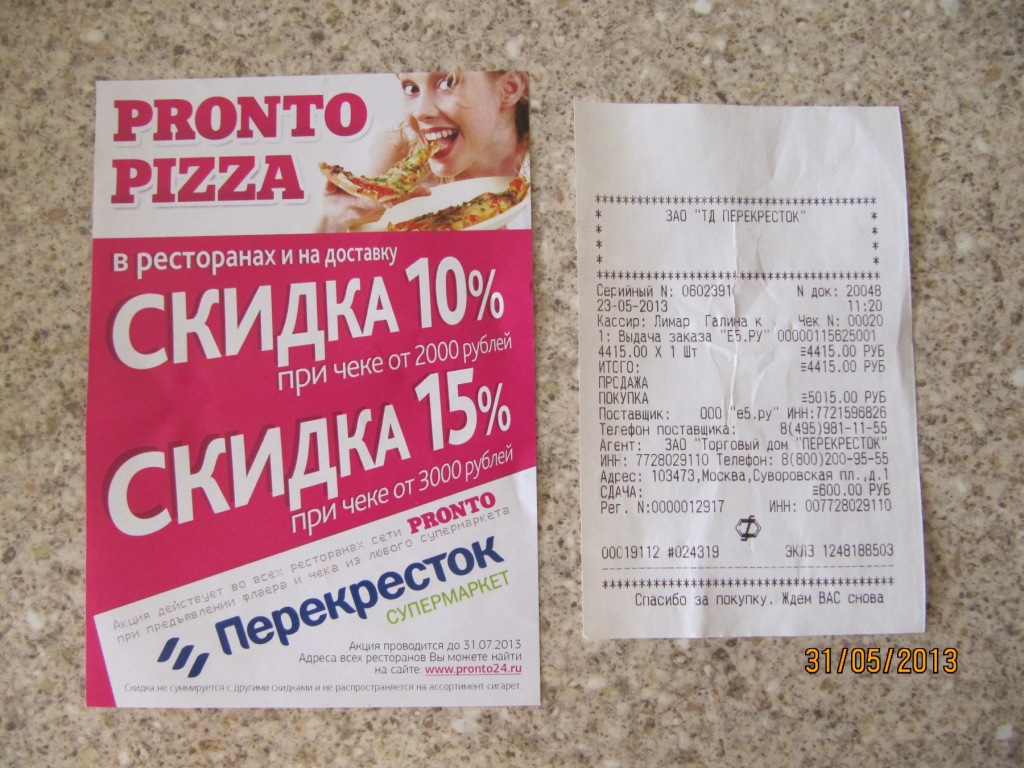 PRONTO
PIZZA
в ресторанах и на доставку
СКИДКА 10%
при чеке от 2000 рублей
СКИДКА 15%
при чеке от 3000 рублей
Акция действует во всех ресторанах сети PRONTO
при предъявлении флаера и чека из любого супермаркета
Перекресток
СУПЕРМАРКЕТ
Акция проводится до 31.07.2013
Адреса всех ресторанов Вы можете найти
на сайте: www.pronto24.ru
Скидка не суммируется с другими скидками и не распространяется на ассортимент сигарет.
************************************
* ЗАО "ТД ПЕРЕКРЕСТОК" *
* *
* *
* *
************************************
Серийный N: 0602391 N док: 20048
23-05-2013 11:20
Кассир: Лимар Галина к Чек N: 00020
1: Выдача заказа "Е5.РУ" 00000115625001
4415.00 X 1 Шт ≡4415.00 РУБ
ИТОГО: ≡4415.00 РУБ
ПРОДАЖА
ПОКУПКА ≡5015.00 РУБ
Поставщик: ООО "е5.ру" ИНН:7721596826
Телефон поставщика: 8(495)981-11-55
Агент: ЗАО "Торговый дом "ПЕРЕКРЕСТОК"
ИНН: 7728029110 Телефон: 8(800)200-95-55
Адрес: 103473,Москва,Суворовская пл.,д.1
СДАЧА: ≡600.00 РУБ
Рег. N:0000012917 ИНН: 007728029110
00019112 #024319 ЭКЛЗ 1248188503
************************************
Спасибо за покупку. Ждем ВАС снова
31/05/2013